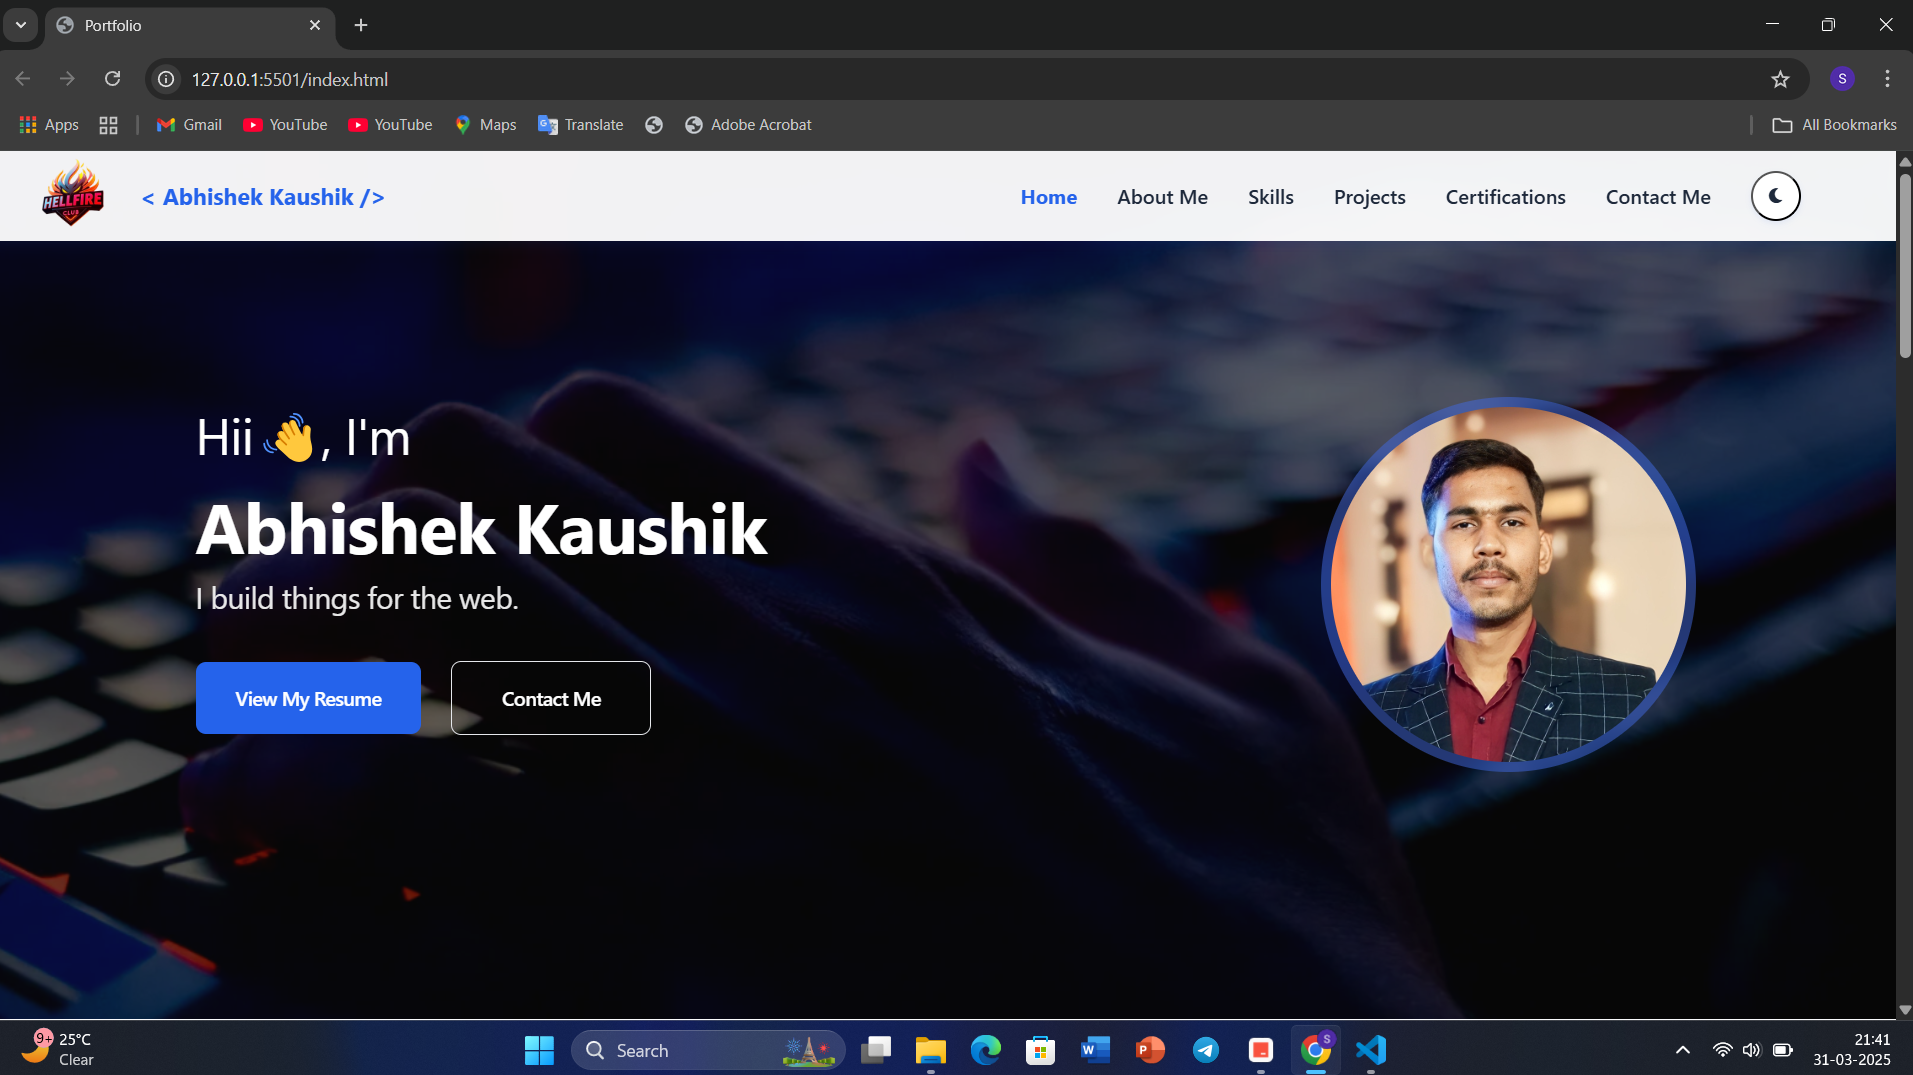 Portfolio
127.0.0.1:5501/index.html
S
Apps
Gmail
YouTube
YouTube
Maps
Translate
Adobe Acrobat
All Bookmarks
HELLFIRE
CLUB
< Abhishek Kaushik />
Home
About Me
Skills
Projects
Certifications
Contact Me
Hii 👋, I'm
Abhishek Kaushik
I build things for the web.
View My Resume
Contact Me
9+
25°C
Clear
Search
W
P
S
21:41
31-03-2025